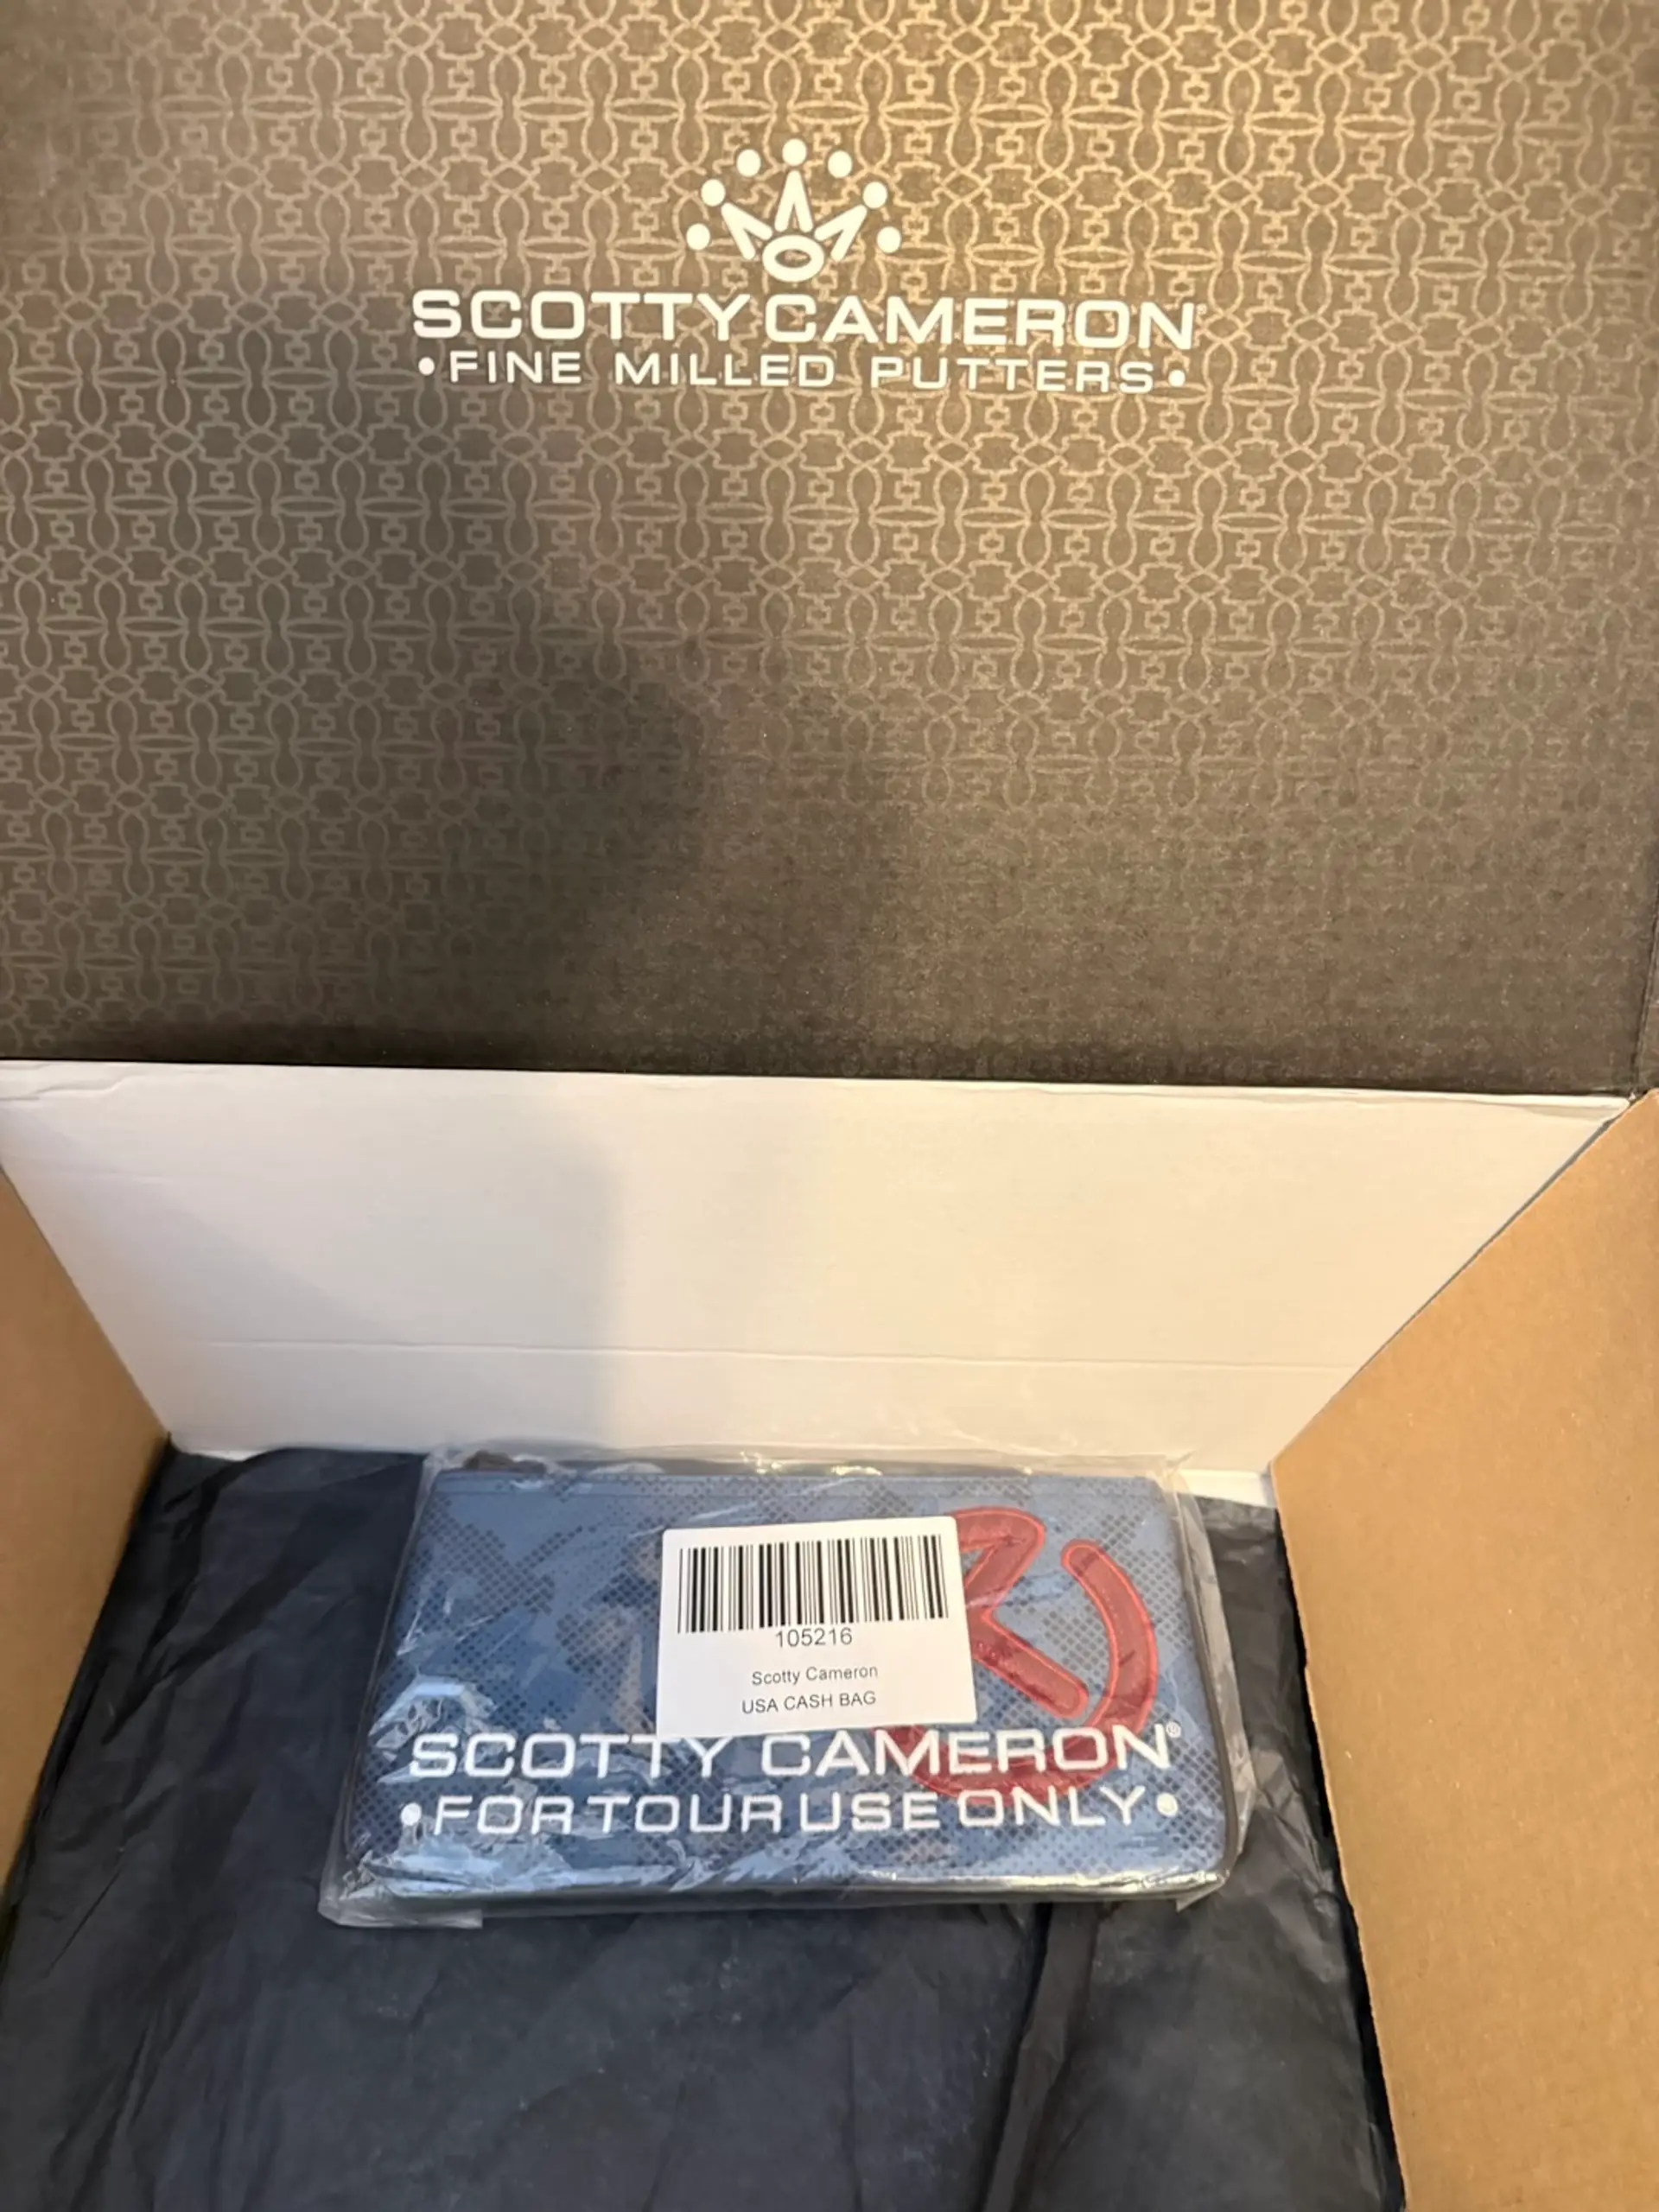 SCOTTY CAMERON®
• FINE MILLED PUTTERS •
105216
Scotty Cameron
USA CASH BAG
SCOTTY CAMERON®
• FOR TOUR USE ONLY •